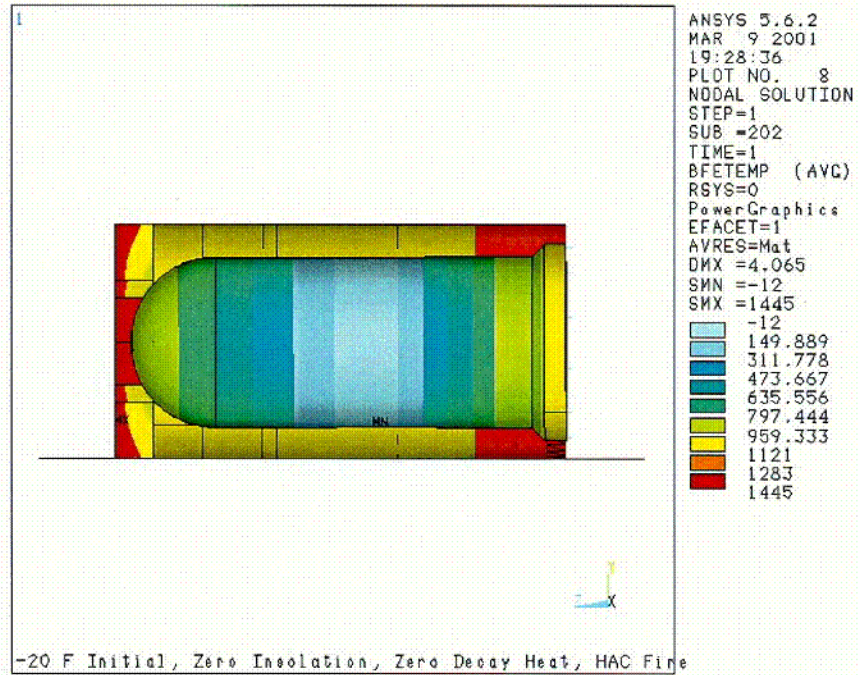 1
ANSYS 5.6.2
MAR 9 2001
19:28:36
PLOT NO. 8
NODAL SOLUTION
STEP=1
SUB =202
TIME=1
BFETEMP (AVG)
RSYS=0
PowerGraphics
EFACET=1
AVRES=Mat
DMX =4.065
SMN =-12
SMX =1445
-12
149.889
311.778
473.667
635.556
797.444
959.333
1121
1283
1445
MX
MN
Y
Z X
-20 F Initial, Zero Insolation, Zero Decay Heat, HAC Fire